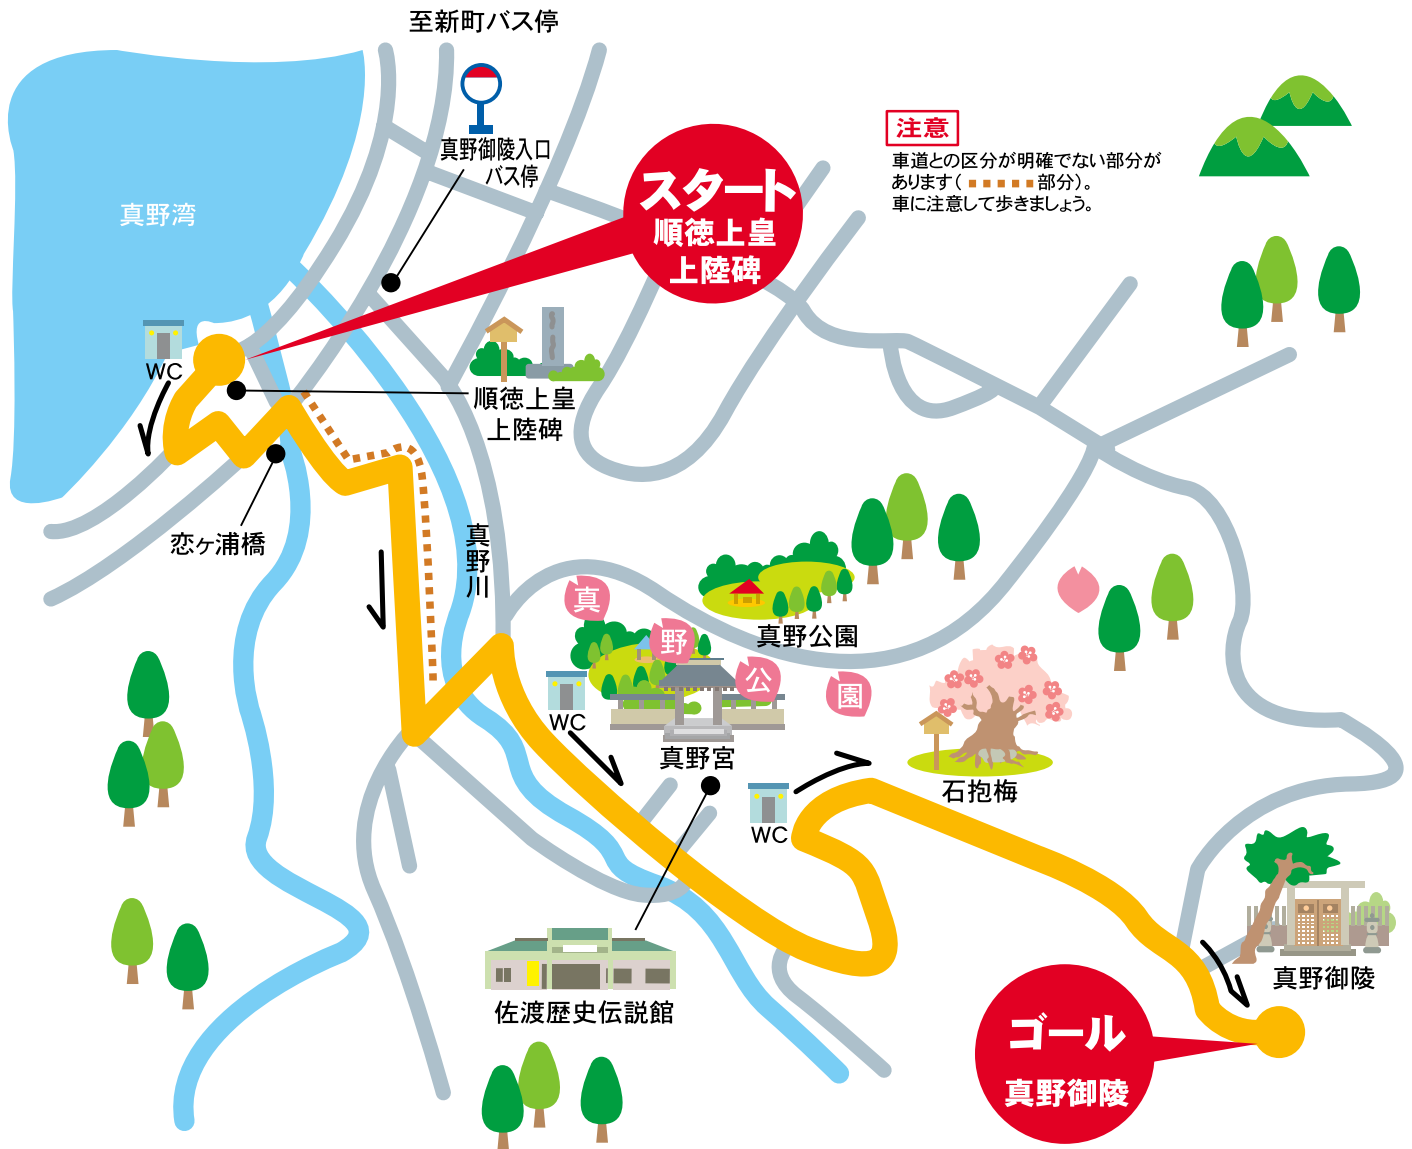 至新町バス停
真野御陵入口
バス停
注意
車道との区分が明確でない部分が
あります( 部分)。
車に注意して歩きましょう。
スタート
順徳上皇
上陸碑
真野湾
WC
順徳上皇
上陸碑
恋ヶ浦橋
真野川
真
野
公
園
真野公園
WC
真野宮
WC
石抱梅
真野御陵
佐渡歴史伝説館
ゴール
真野御陵